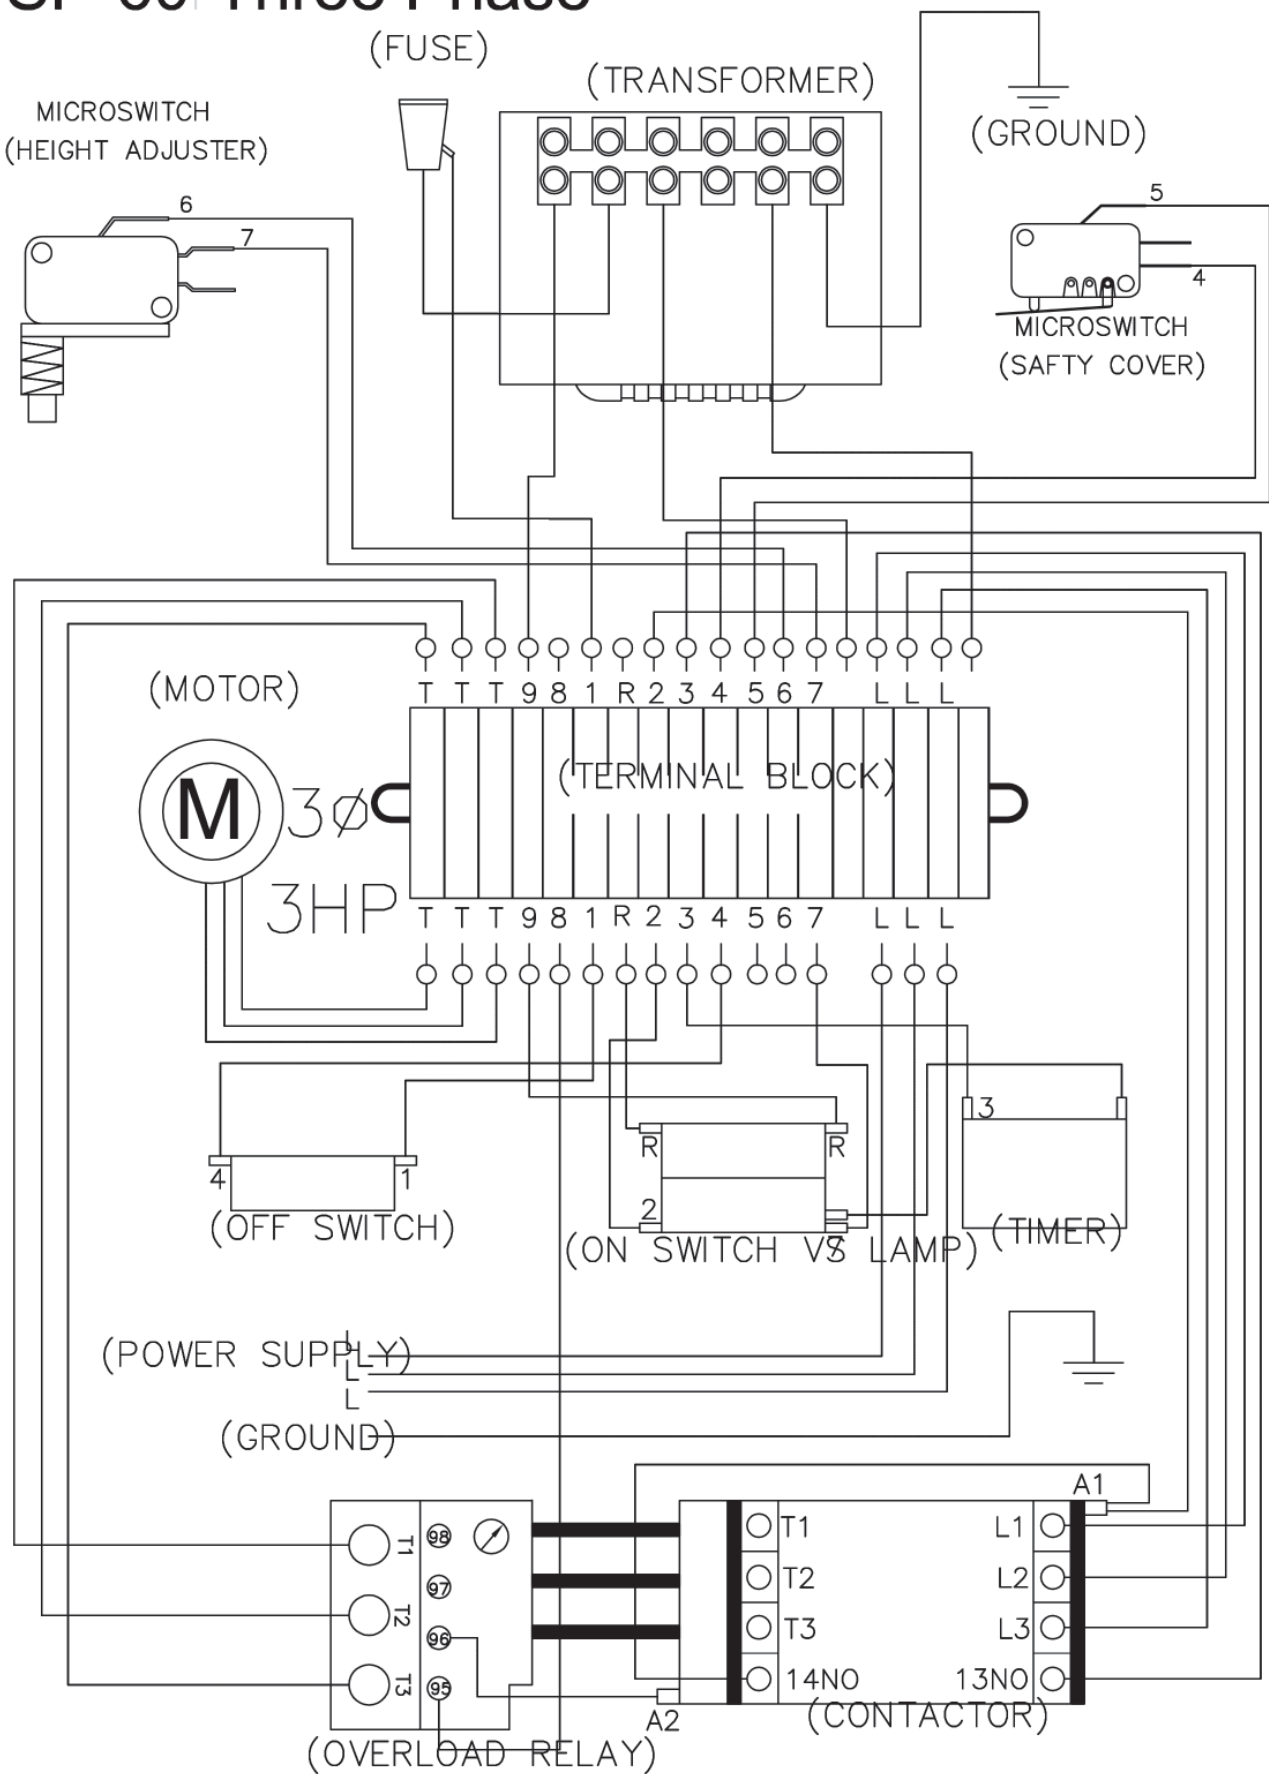 Three Phase
(FUSE)
(TRANSFORMER)
(GROUND)
MICROSWITCH
(HEIGHT ADJUSTER)
6
7
5
4
MICROSWITCH
(SAFTY COVER)
(MOTOR)
T T T 9 8 1 R 2 3 4 5 6 7 L L L
(TERMINAL BLOCK)
M 3Ø
3HP
T T T 9 8 1 R 2 3 4 5 6 7 L L L
4 1
(OFF SWITCH)
R R
2
7
(ON SWITCH VS LAMP)
3
(TIMER)
(POWER SUPPLY)
L
L
L
(GROUND)
A1
T1 98
T2 97
96
T3 95
T1 L1
T2 L2
T3 L3
14NO 13NO
A2
(CONTACTOR)
(OVERLOAD RELAY)